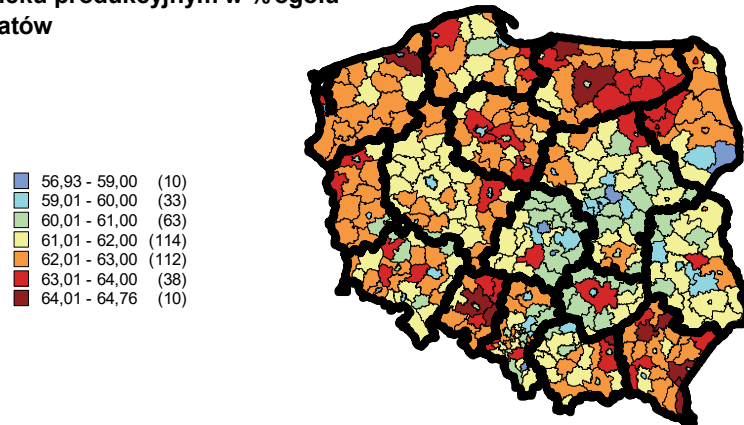 produkcyjnym w % ogółu
56,93 - 59,00 (10)
59,01 - 60,00 (33)
60,01 - 61,00 (63)
61,01 - 62,00 (114)
62,01 - 63,00 (112)
63,01 - 64,00 (38)
64,01 - 64,76 (10)